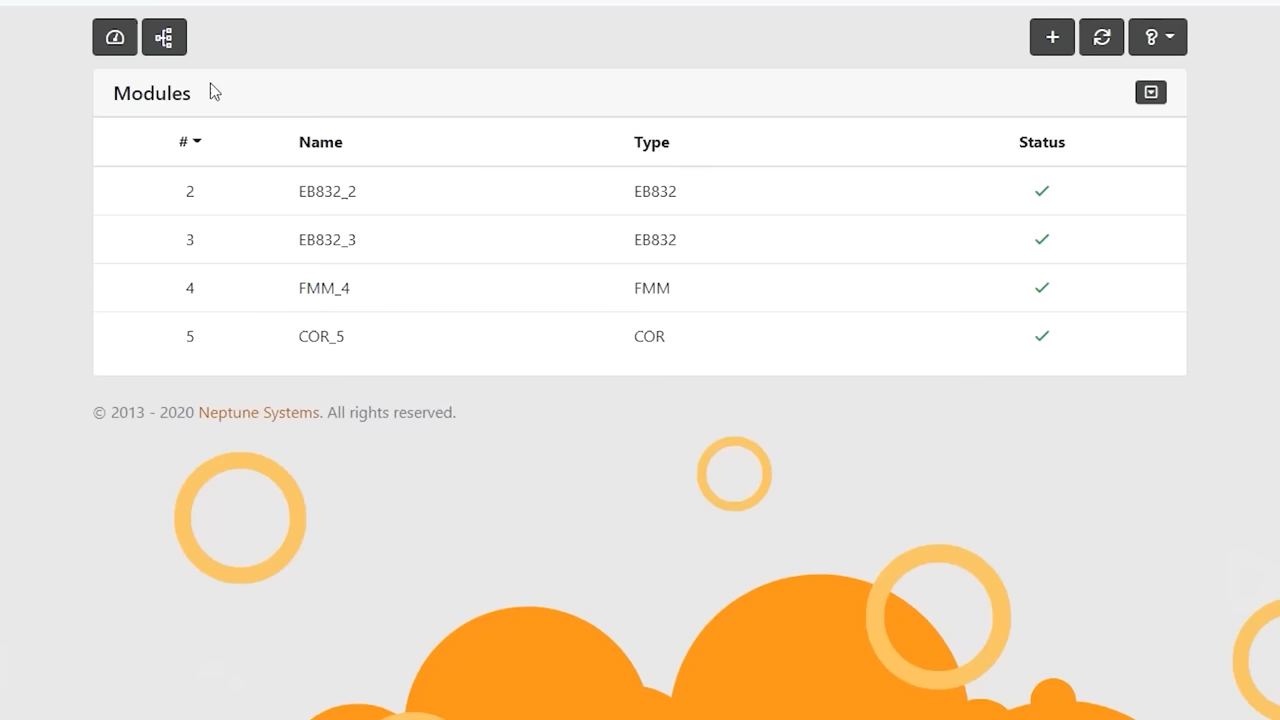 Modules
# Name Type Status
2 EB832_2 EB832
3 EB832_3 EB832
4 FMM_4 FMM
5 COR_5 COR
© 2013 - 2020 Neptune Systems. All rights reserved.